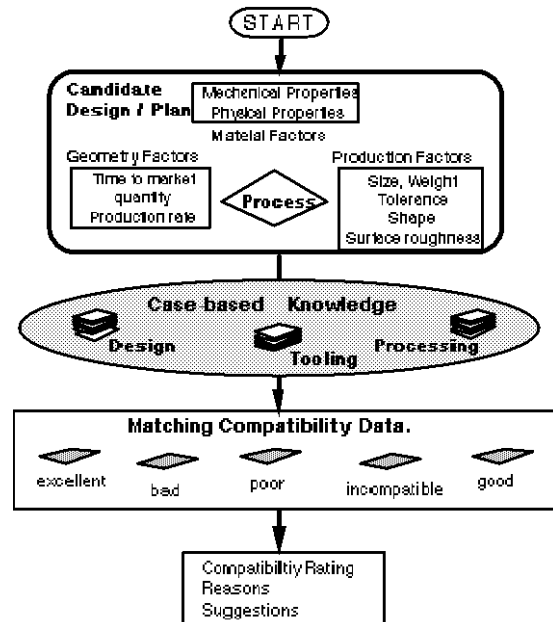 START
Candidate
Design / Plan
Mechanical Properties
Physical Properties
Matelal Factors
Geometry Factors
Time to market
quantity
Production rate
Process
Production Factors
Size, Weight
Tolerance
Shape
Surface roughness
Case-based Knowledge
Design
Tooling
Processing
Matching Compatibility Data.
excellent
bad
poor
incompatible
good
Compatibiltiy Rating
Reasons
Suggestions